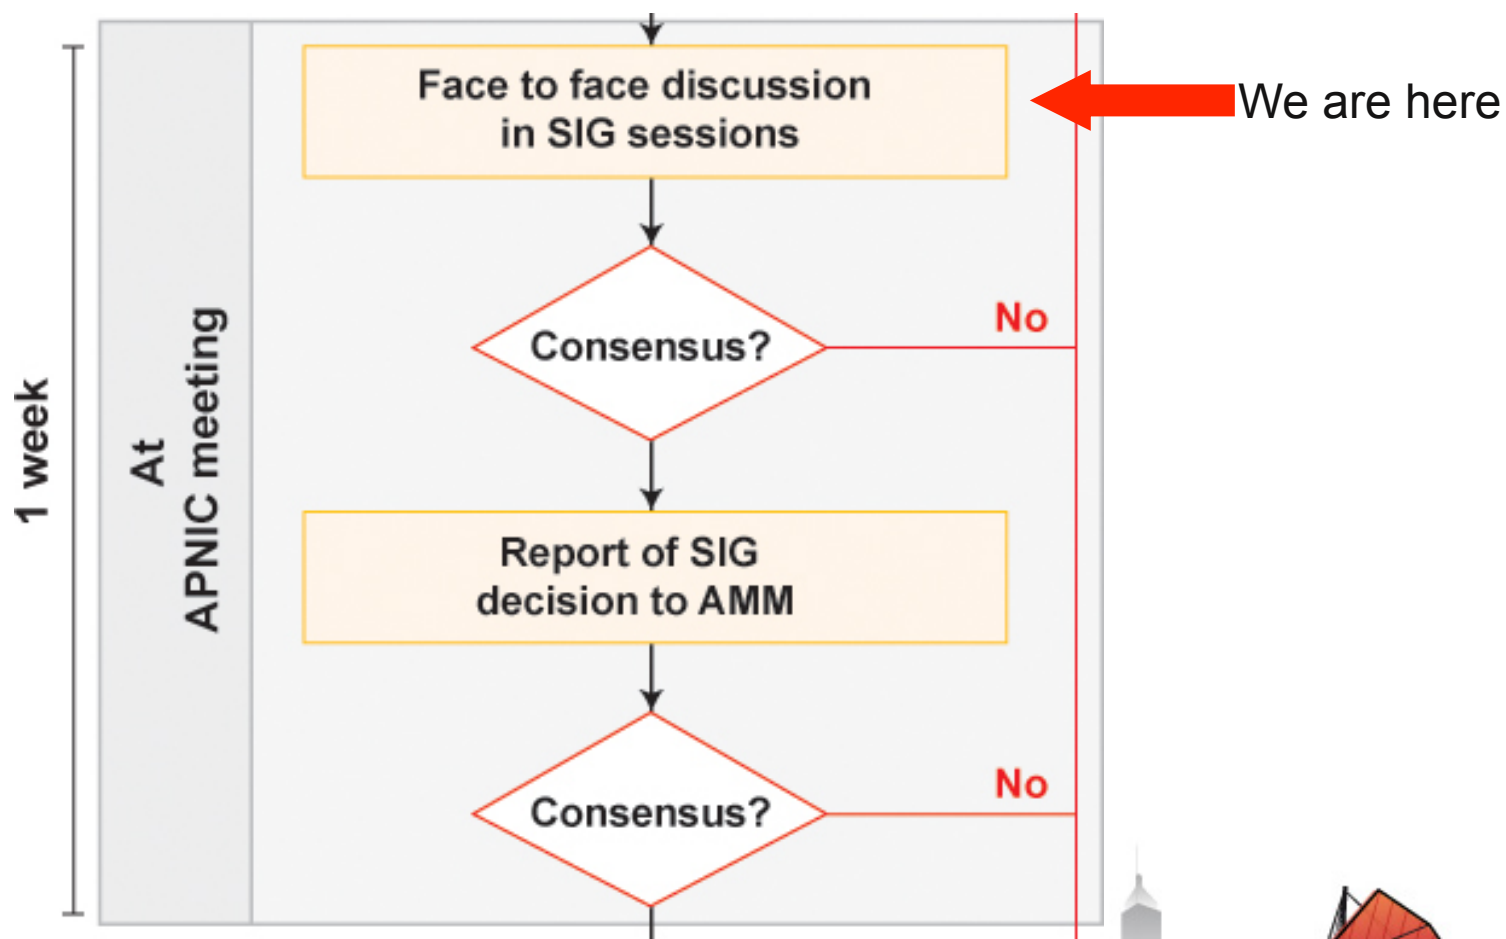 Face to face discussion
in SIG sessions
We are here
Consensus?
No
1 week
At
APNIC meeting
Report of SIG
decision to AMM
Consensus?
No